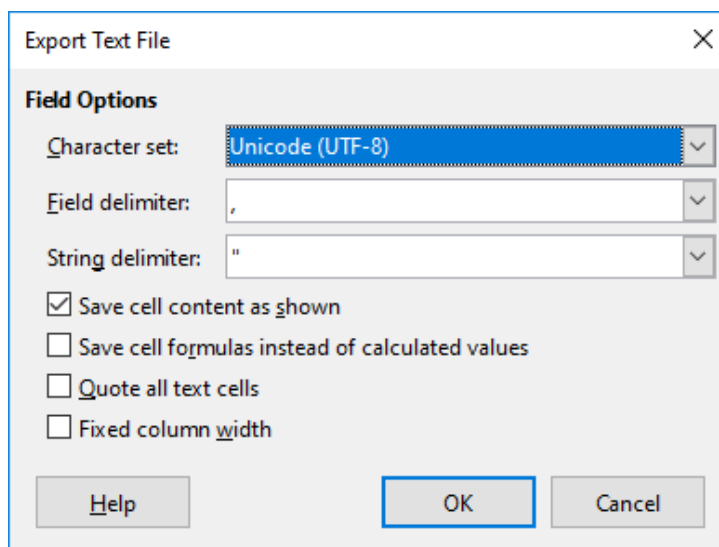 Export Text File
Field Options
Character set: Unicode (UTF-8)
Field delimiter: ,
String delimiter: "
Save cell content as shown
Save cell formulas instead of calculated values
Quote all text cells
Fixed column width
Help OK Cancel